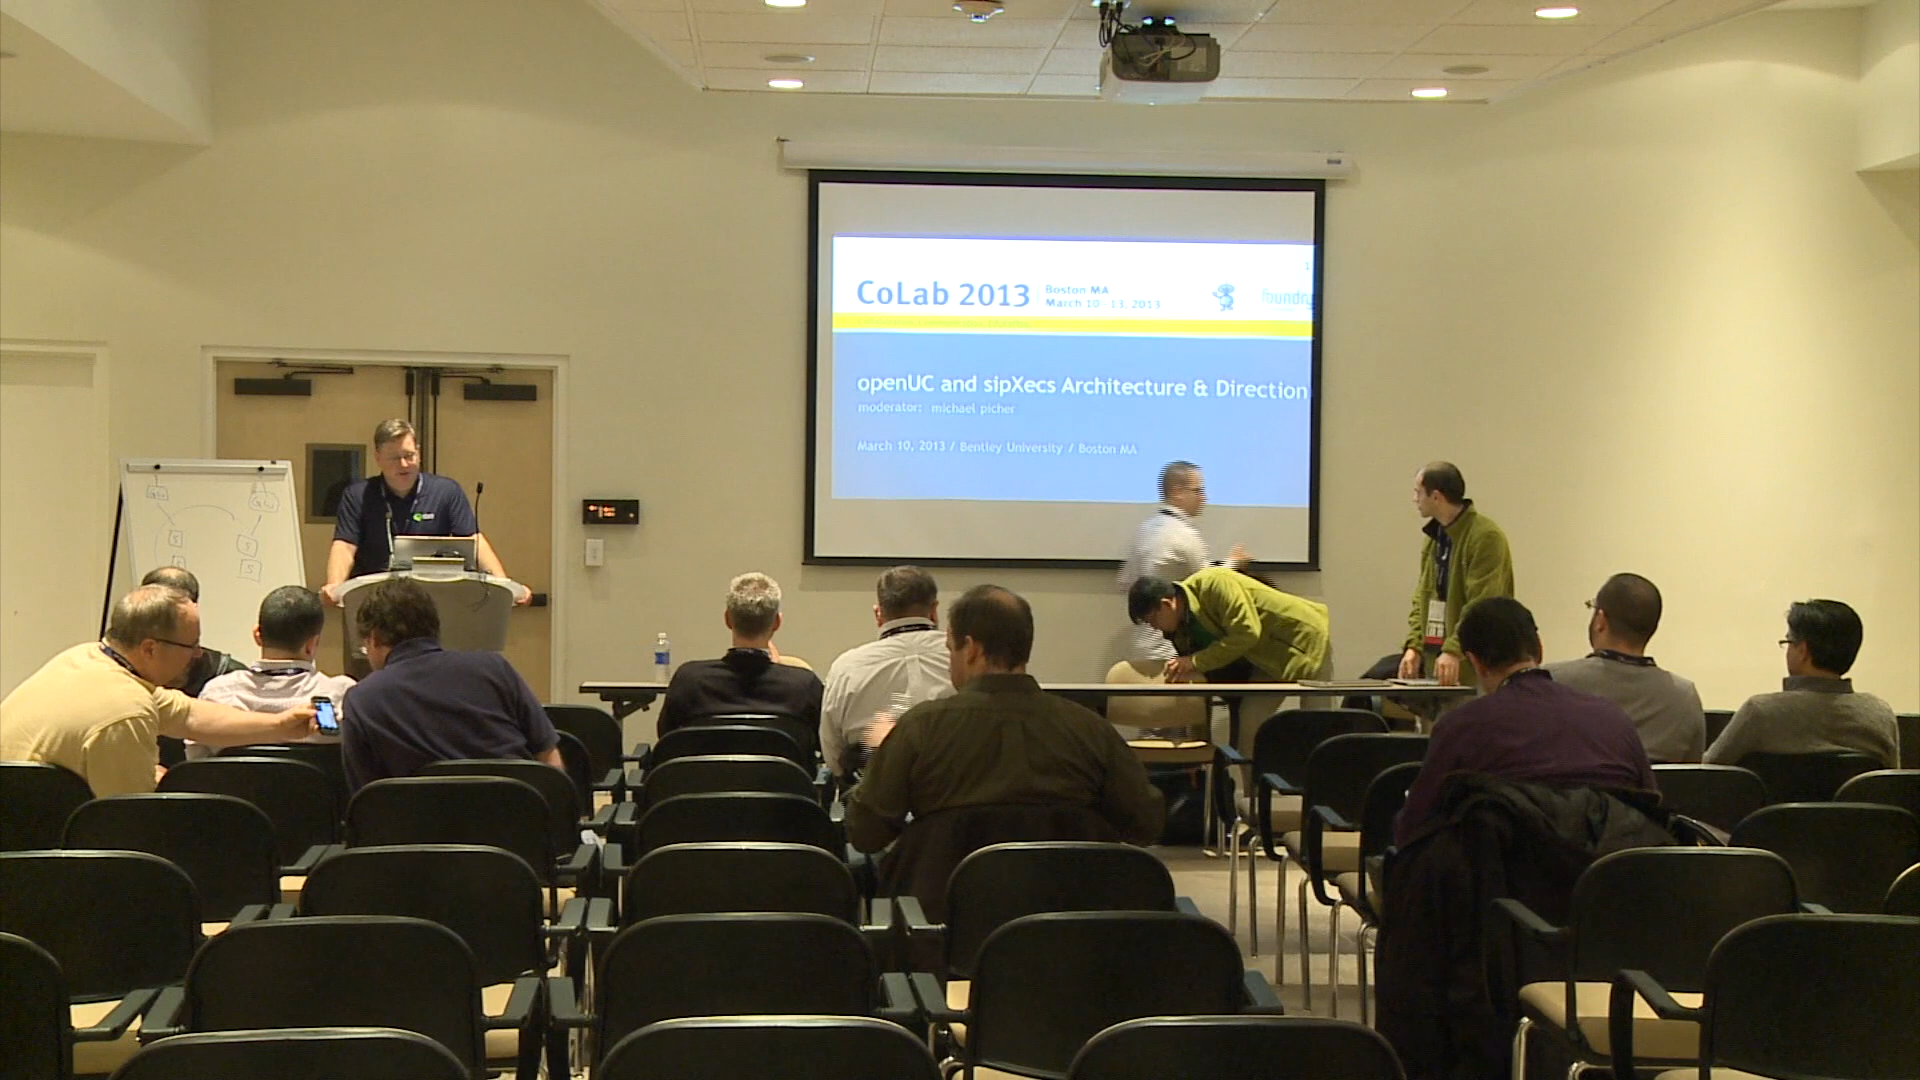 CoLab 2013
Boston MA
March 10-13, 2013
foundry
openUC and sipXecs Architecture & Direction
moderator: michael picher
March 10, 2013 / Bentley University / Boston MA
S
S
S